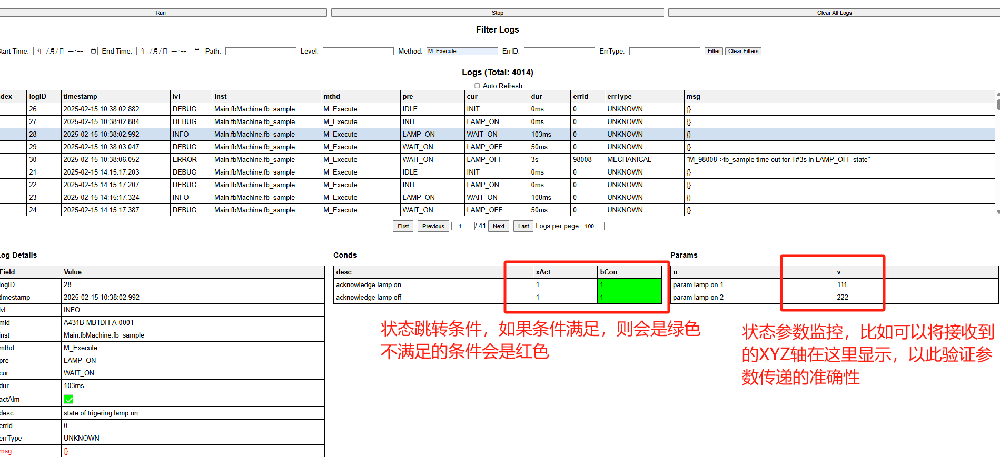 Run Stop Clear All Logs
Filter Logs
tart Time: 年 /月/日 --:-- End Time: 年 /月/日 --:-- Path: Level: Method: M_Execute ErrID: ErrType: Filter Clear Filters
Logs (Total: 4014)
Auto Refresh
dex logID timestamp lvl inst mthd pre cur dur errid errType msg
26 2025-02-15 10:38:02.882 DEBUG Main.fbMachine.fb_sample M_Execute IDLE INIT 0ms 0 UNKNOWN {}
27 2025-02-15 10:38:02.884 DEBUG Main.fbMachine.fb_sample M_Execute INIT LAMP_ON 0ms 0 UNKNOWN {}
28 2025-02-15 10:38:02.992 INFO Main.fbMachine.fb_sample M_Execute LAMP_ON WAIT_ON 103ms 0 UNKNOWN {}
29 2025-02-15 10:38:03.047 DEBUG Main.fbMachine.fb_sample M_Execute WAIT_ON LAMP_OFF 50ms 0 UNKNOWN {}
30 2025-02-15 10:38:06.052 ERROR Main.fbMachine.fb_sample M_Execute WAIT_ON LAMP_OFF 3s 98008 MECHANICAL "M_98008->fb_sample time out for T#3s in LAMP_OFF state"
21 2025-02-15 14:15:17.203 DEBUG Main.fbMachine.fb_sample M_Execute IDLE INIT 0ms 0 UNKNOWN {}
22 2025-02-15 14:15:17.207 DEBUG Main.fbMachine.fb_sample M_Execute INIT LAMP_ON 0ms 0 UNKNOWN {}
23 2025-02-15 14:15:17.324 INFO Main.fbMachine.fb_sample M_Execute LAMP_ON WAIT_ON 108ms 0 UNKNOWN {}
24 2025-02-15 14:15:17.387 DEBUG Main.fbMachine.fb_sample M_Execute WAIT_ON LAMP_OFF 50ms 0 UNKNOWN {}
First Previous 1 / 41 Next Last Logs per page: 100
og Details
Field Value
logID 28
timestamp 2025-02-15 10:38:02.992
lvl INFO
mid A431B-MB1DH-A-0001
inst Main.fbMachine.fb_sample
mthd M_Execute
pre LAMP_ON
cur WAIT_ON
dur 103ms
actAlm
desc state of trigering lamp on
errid 0
errType UNKNOWN
msg {}
Conds
desc xAct bCon
acknowledge lamp on 1 1
acknowledge lamp off 1 1
状态跳转条件，如果条件满足，则会是绿色
不满足的条件会是红色
Params
n v
param lamp on 1 111
param lamp on 2 222
状态参数监控，比如可以将接收到
的XYZ轴在这里显示，以此验证参
数传递的准确性